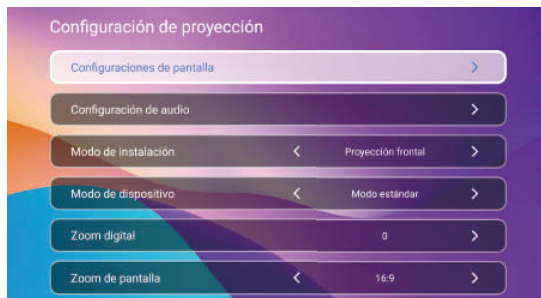 Configuración de proyección
Configuraciones de pantalla >
Configuración de audio >
Modo de instalación < Proyección frontal >
Modo de dispositivo < Modo estándar >
Zoom digital 0 >
Zoom de pantalla < 16:9 >